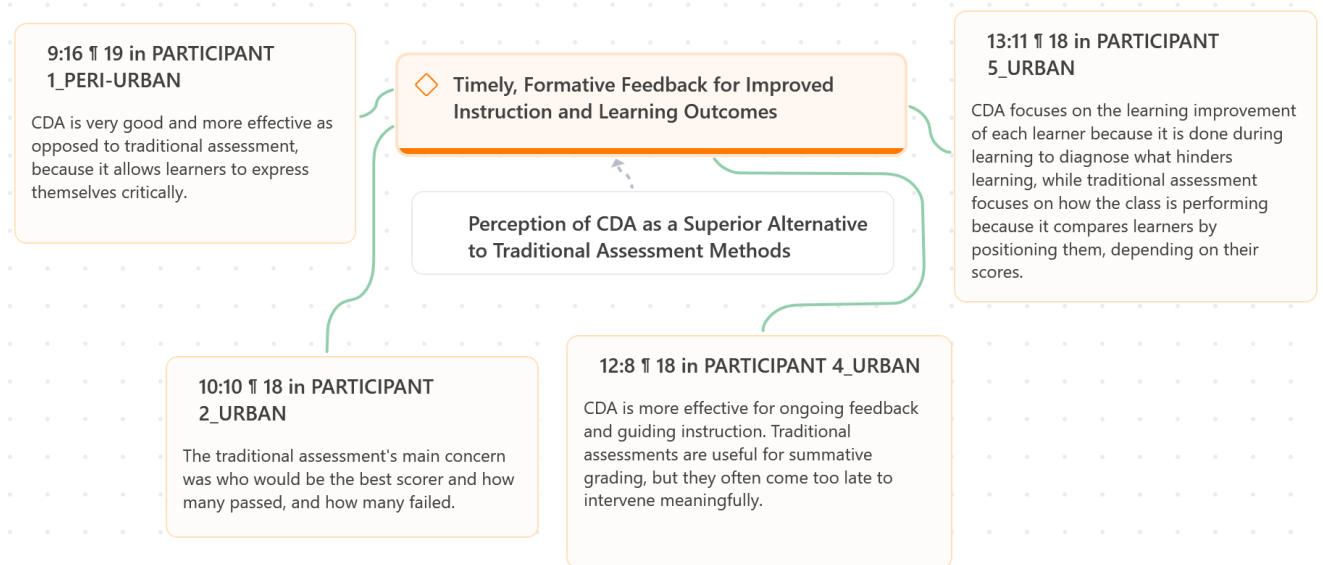 9:16 ¶ 19 in PARTICIPANT
1_PERI-URBAN
CDA is very good and more effective as
opposed to traditional assessment,
because it allows learners to express
themselves critically.
Timely, Formative Feedback for Improved
Instruction and Learning Outcomes
Perception of CDA as a Superior Alternative
to Traditional Assessment Methods
13:11 ¶ 18 in PARTICIPANT
5_URBAN
CDA focuses on the learning improvement
of each learner because it is done during
learning to diagnose what hinders
learning, while traditional assessment
focuses on how the class is performing
because it compares learners by
positioning them, depending on their
scores.
10:10 ¶ 18 in PARTICIPANT
2_URBAN
The traditional assessment's main concern
was who would be the best scorer and how
many passed, and how many failed.
12:8 ¶ 18 in PARTICIPANT 4_URBAN
CDA is more effective for ongoing feedback
and guiding instruction. Traditional
assessments are useful for summative
grading, but they often come too late to
intervene meaningfully.